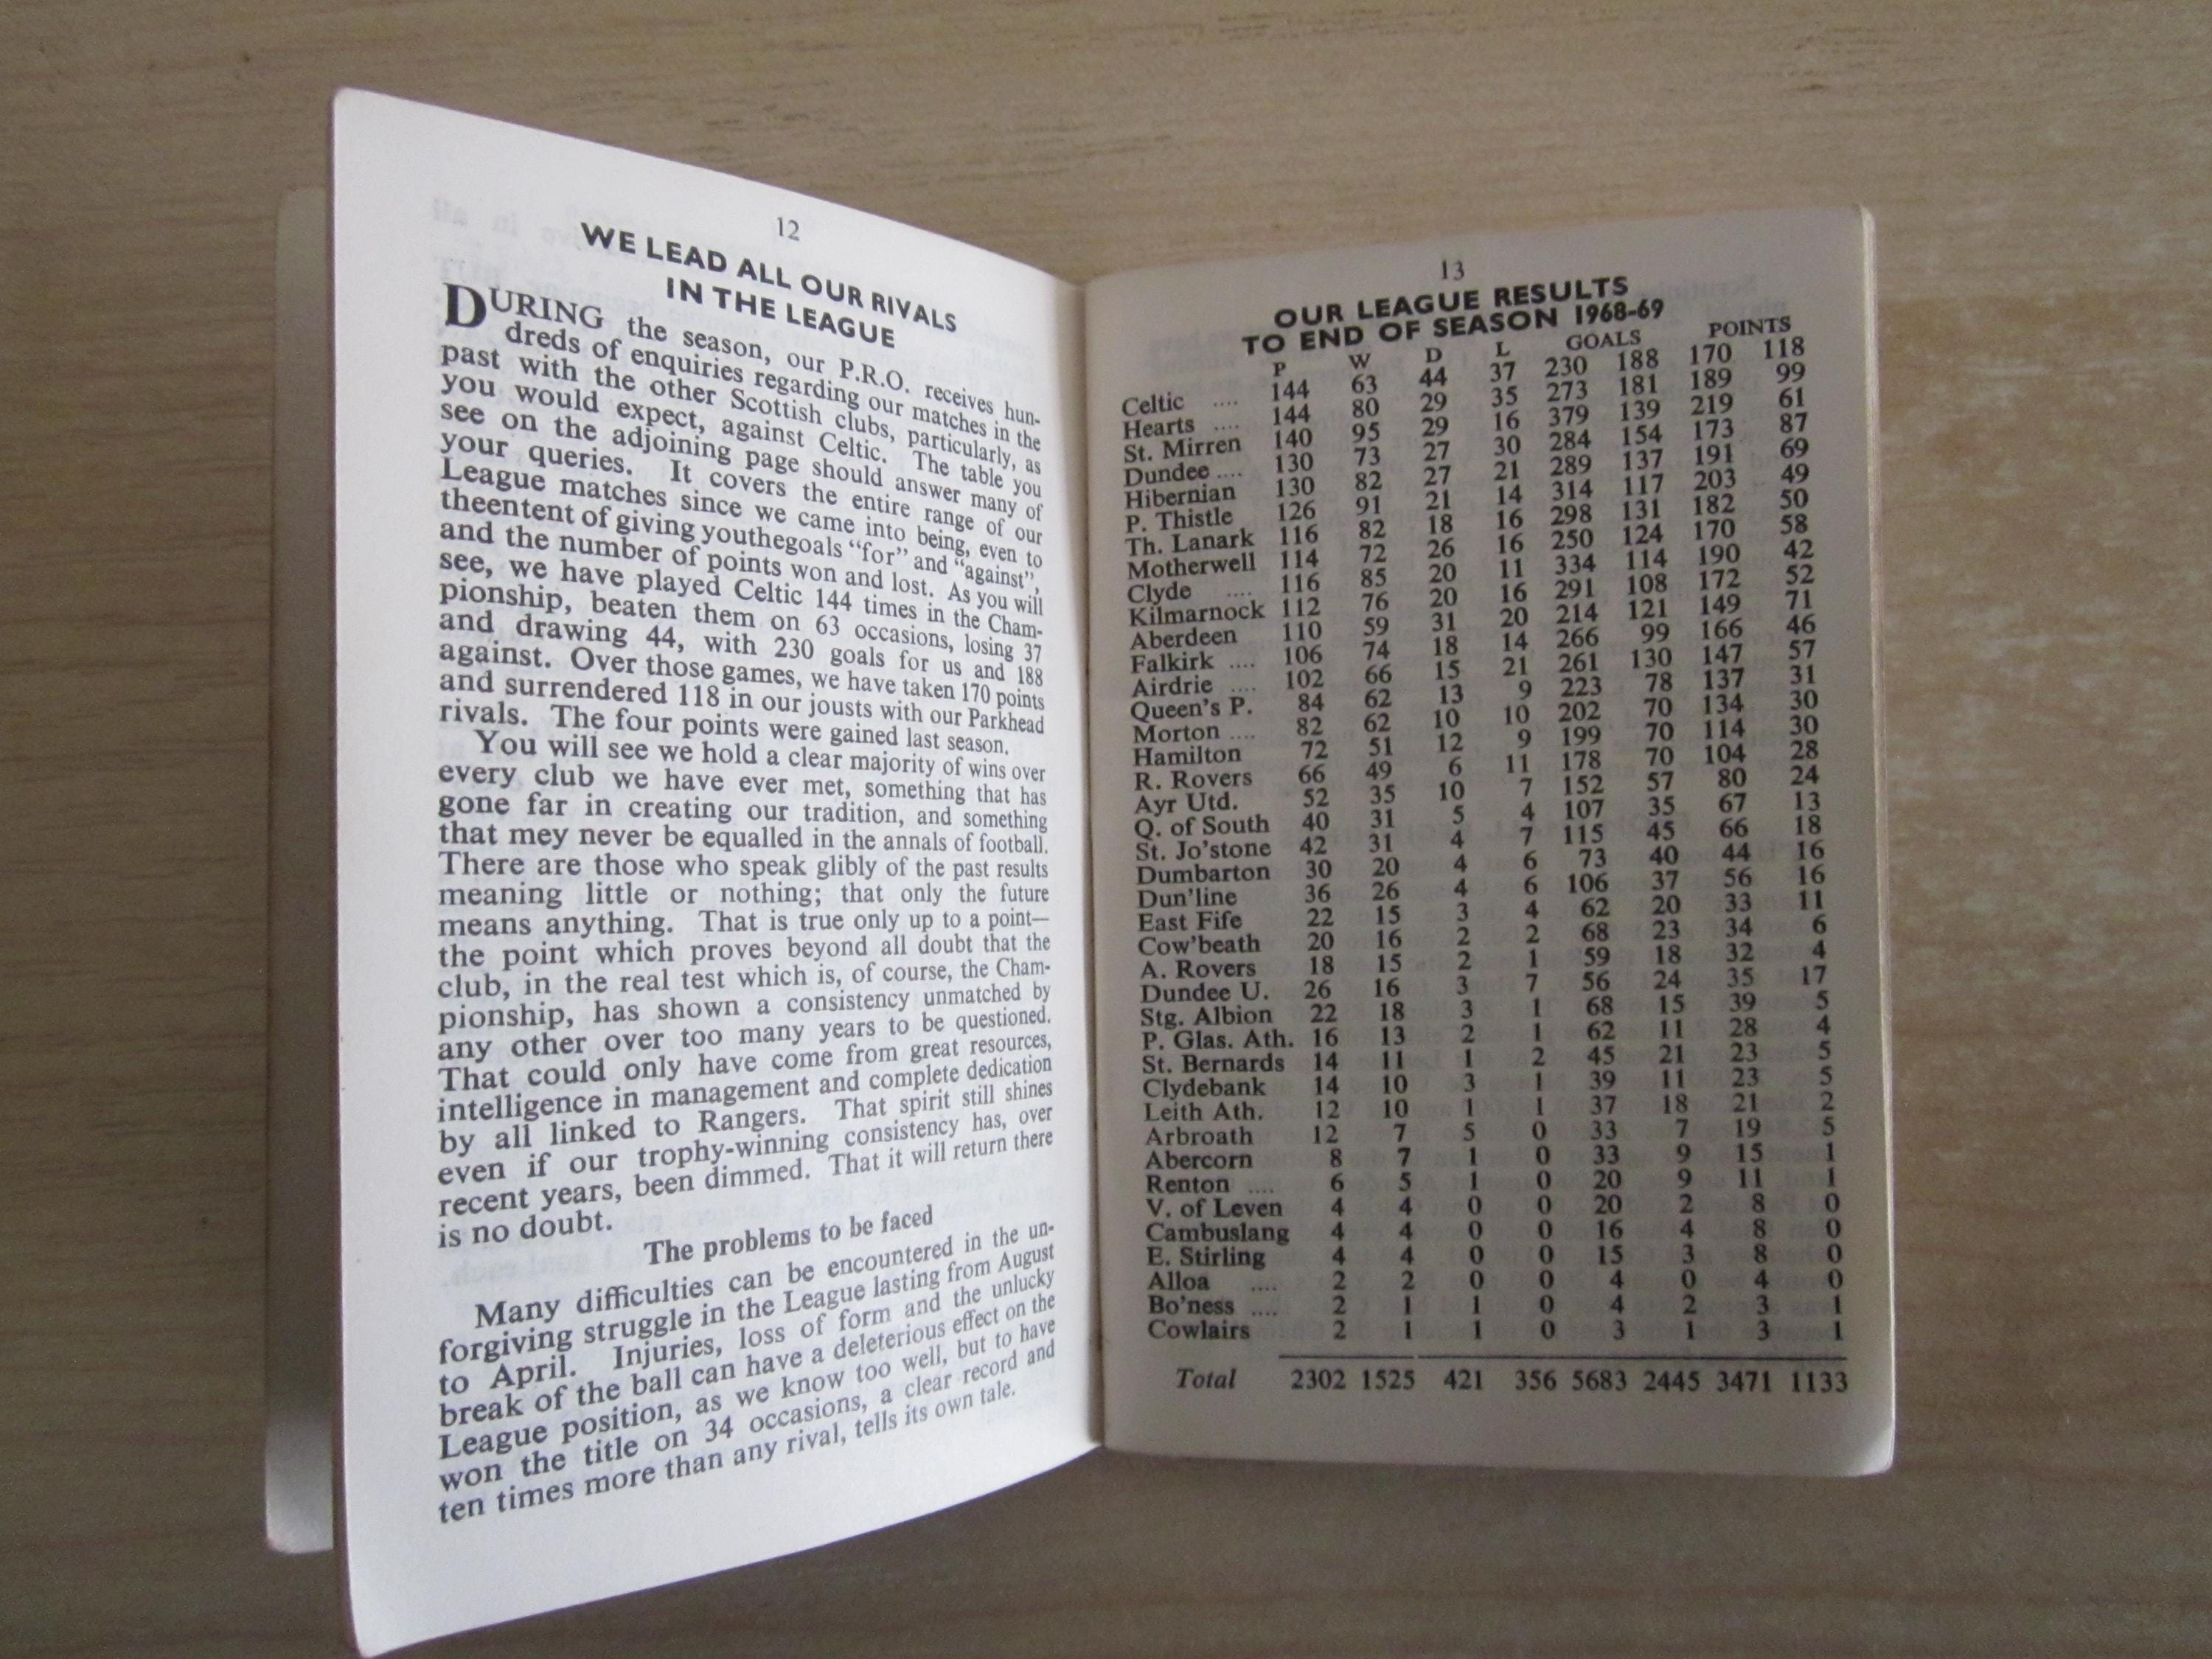 12
WE LEAD ALL OUR RIVALS
IN THE LEAGUE
DURING the season, our P.R.O. receives hun-
dreds of enquiries regarding our matches in the
past with the other Scottish clubs, particularly, as
you would expect, against Celtic. The table you
see on the adjoining page should answer many of
your queries. It covers the entire range of our
League matches since we came into being, even to
theentent of giving youthegoals "for" and "against",
and the number of points won and lost. As you will
see, we have played Celtic 144 times in the Cham-
pionship, beaten them on 63 occasions, losing 37
and drawing 44, with 230 goals for us and 188
against. Over those games, we have taken 170 points
and surrendered 118 in our jousts with our Parkhead
rivals. The four points were gained last season.
You will see we hold a clear majority of wins over
every club we have ever met, something that has
gone far in creating our tradition, and something
that mey never be equalled in the annals of football.
There are those who speak glibly of the past results
meaning little or nothing; that only the future
means anything. That is true only up to a point—
the point which proves beyond all doubt that the
club, in the real test which is, of course, the Cham-
pionship, has shown a consistency unmatched by
any other over too many years to be questioned.
That could only have come from great resources,
intelligence in management and complete dedication
by all linked to Rangers. That spirit still shines
even if our trophy-winning consistency has, over
recent years, been dimmed. That it will return there
is no doubt.
The problems to be faced
Many difficulties can be encountered in the un-
forgiving struggle in the League lasting from August
to April. Injuries, loss of form and the unlucky
break of the ball can have a deleterious effect on the
League position, as we know too well, but to have
won the title on 34 occasions, a clear record and
ten times more than any rival, tells its own tale.
13
OUR LEAGUE RESULTS
TO END OF SEASON 1968-69
P W D L GOALS POINTS
Celtic .... 144 63 44 37 230 188 170 118
Hearts .... 144 80 29 35 273 181 189 99
St. Mirren 140 95 29 16 379 139 219 61
Dundee .... 130 73 27 30 284 154 173 87
Hibernian 130 82 27 21 289 137 191 69
P. Thistle 126 91 21 14 314 117 203 49
Th. Lanark 116 82 18 16 298 131 182 50
Motherwell 114 72 26 16 250 124 170 58
Clyde .... 116 85 20 11 334 114 190 42
Kilmarnock 112 76 20 16 291 108 172 52
Aberdeen 110 59 31 20 214 121 149 71
Falkirk .... 106 74 18 14 266 99 166 46
Airdrie .... 102 66 15 21 261 130 147 57
Queen's P. 84 62 13 9 223 78 137 31
Morton .... 82 62 10 10 202 70 134 30
Hamilton 72 51 12 9 199 70 114 30
R. Rovers 66 49 6 11 178 70 104 28
Ayr Utd. 52 35 10 7 152 57 80 24
Q. of South 40 31 5 4 107 35 67 13
St. Jo'stone 42 31 4 7 115 45 66 18
Dumbarton 30 20 4 6 73 40 44 16
Dun'line 36 26 4 6 106 37 56 16
East Fife 22 15 3 4 62 20 33 11
Cow'beath 20 16 2 2 68 23 34 6
A. Rovers 18 15 2 1 59 18 32 4
Dundee U. 26 16 3 7 56 24 35 17
Stg. Albion 22 18 3 1 68 15 39 5
P. Glas. Ath. 16 13 2 1 62 11 28 4
St. Bernards 14 11 1 2 45 21 23 5
Clydebank 14 10 3 1 39 11 23 5
Leith Ath. 12 10 1 1 37 18 21 2
Arbroath 12 7 5 0 33 7 19 5
Abercorn 8 7 1 0 33 9 15 1
Renton .... 6 5 1 0 20 9 11 1
V. of Leven 4 4 0 0 20 2 8 0
Cambuslang 4 4 0 0 16 4 8 0
E. Stirling 4 4 0 0 15 3 8 0
Alloa .... 2 2 0 0 4 0 4 0
Bo'ness .... 2 1 1 0 4 2 3 1
Cowlairs 2 1 1 0 3 1 3 1
Total 2302 1525 421 356 5683 2445 3471 1133